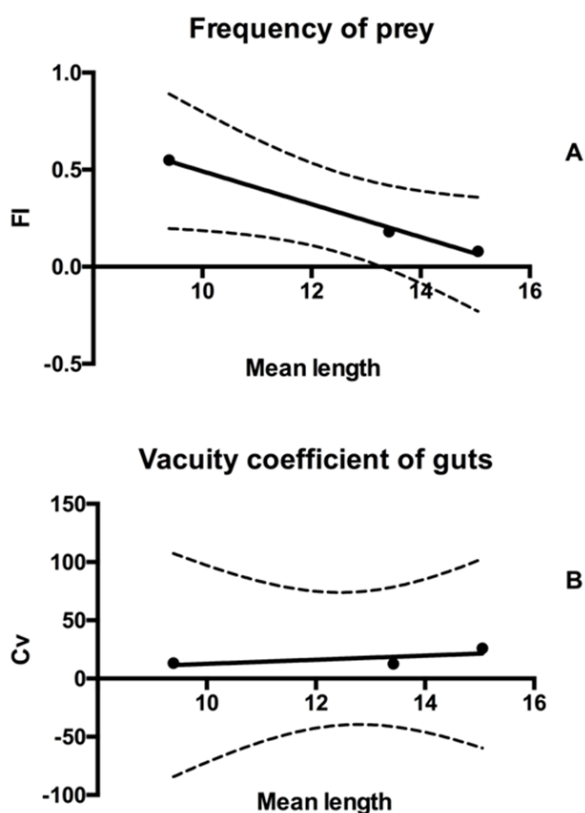 Frequency of prey
1.0
A
0.5
FI
0.0
10 12 14 16
-0.5
Mean length
Vacuity coefficient of guts
150
100
B
50
Cv
0
10 12 14 16
-50
-100
Mean length